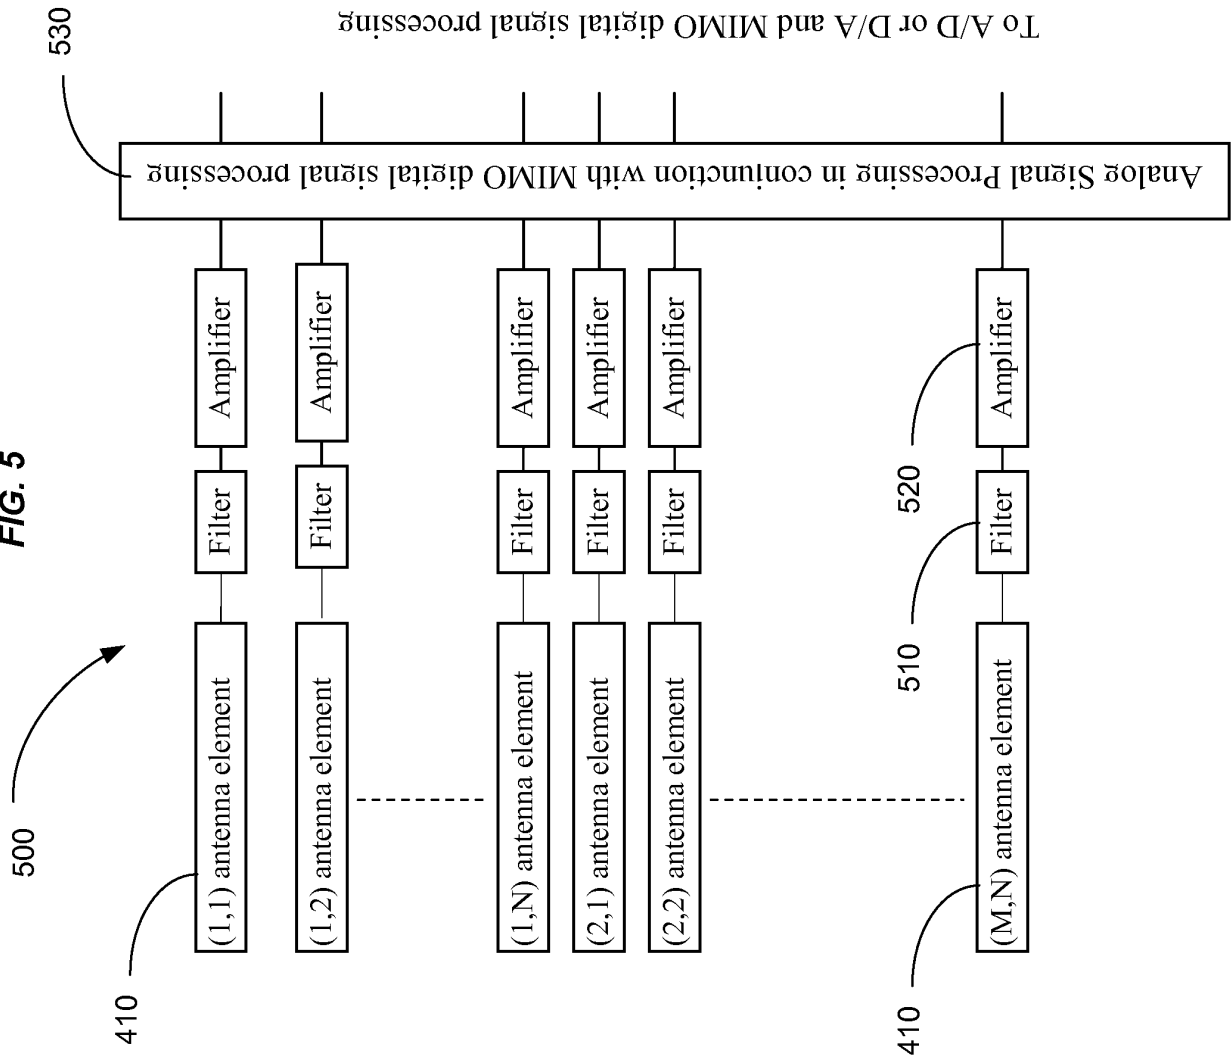 FIG. 5
500
410
(1,1) antenna element
Filter
Amplifier
(1,2) antenna element
Filter
Amplifier
(1,N) antenna element
Filter
Amplifier
(2,1) antenna element
Filter
Amplifier
(2,2) antenna element
Filter
Amplifier
410
(M,N) antenna element
510
Filter
520
Amplifier
530
Analog Signal Processing in conjunction with MIMO digital signal processing
To A/D or D/A and MIMO digital signal processing